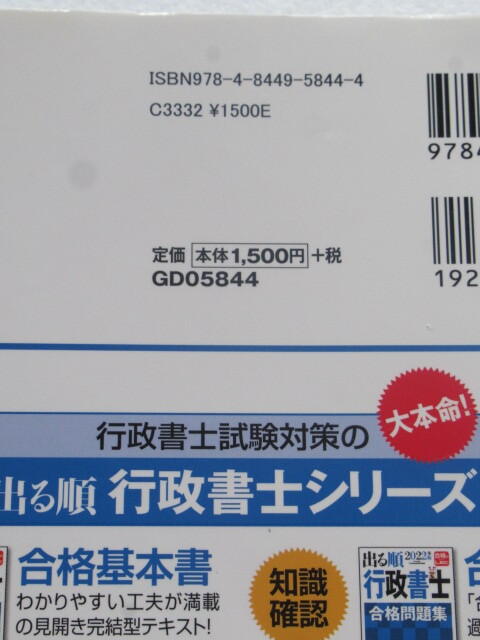 ISBN978-4-8449-5844-4
C3332 ¥1500E
9784
定価 本体1,500円 +税
GD05844
192
大本命!
行政書士試験対策の
出る順 行政書士シリーズ
合格基本書
わかりやすい工夫が満載
の見開き完結型テキスト!
知識
確認
出る順 2022年版
行政書士
合格問題集